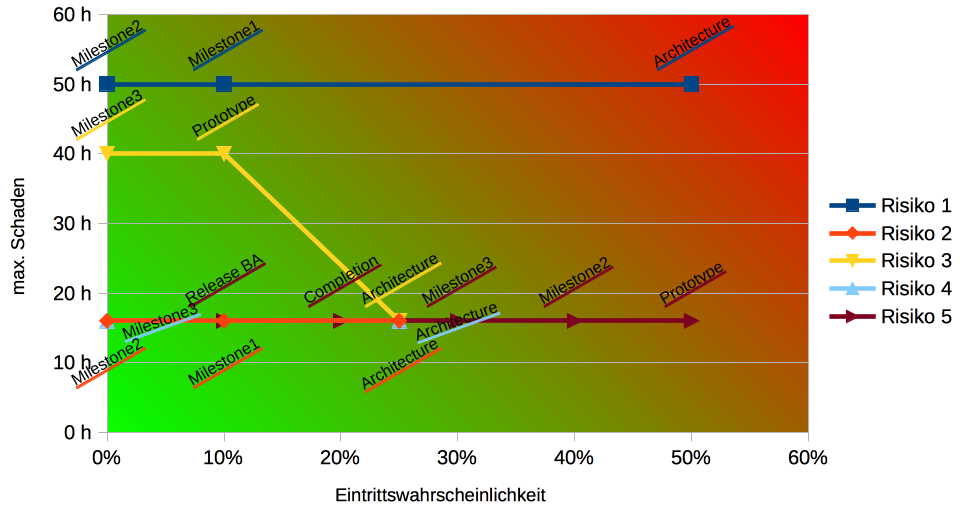 60 h
Milestone2
Milestone1
Architecture
50 h
Milestone3
Prototype
40 h
max. Schaden
30 h
Risiko 1
Risiko 2
Risiko 3
Risiko 4
Risiko 5
20 h
Release BA
Completion
Architecture
Milestone3
Milestone2
Prototype
Milestone3
Architecture
10 h
Milestone2
Milestone1
Architecture
0 h
0%
10%
20%
30%
40%
50%
60%
Eintrittswahrscheinlichkeit